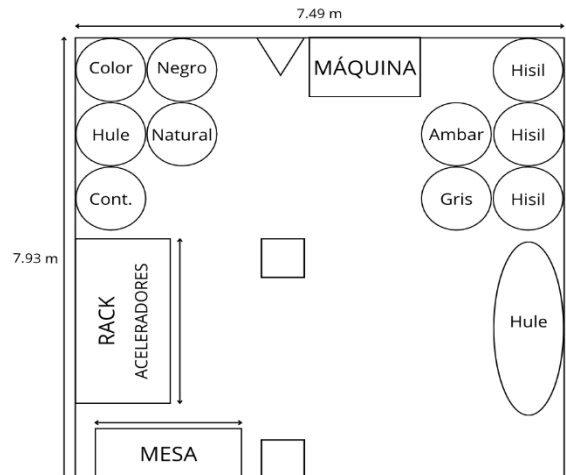 7.49 m
Color
Negro
MÁQUINA
Hisil
Hule
Natural
Ambar
Hisil
Cont.
Gris
Hisil
7.93 m
RACK
ACELERADORES
Hule
MESA